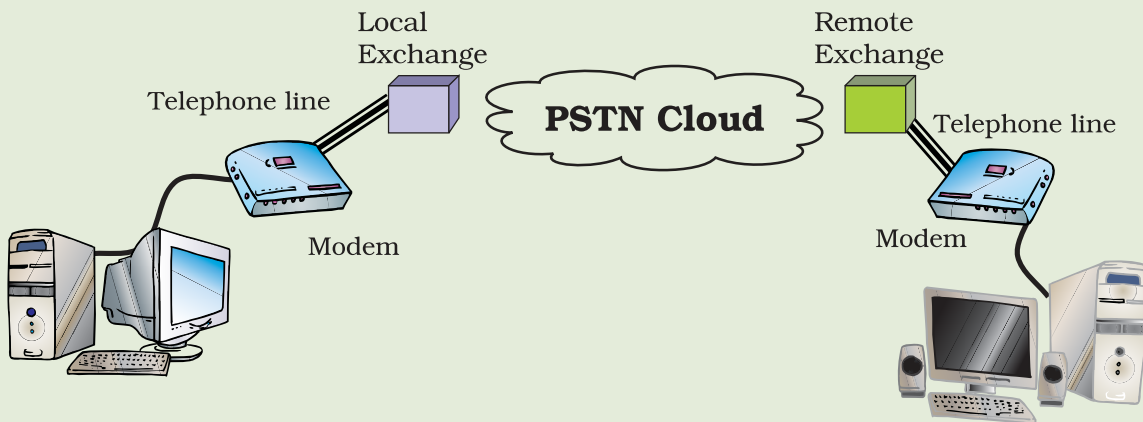 Local
Exchange
Remote
Exchange
Telephone line
PSTN Cloud
Telephone line
Modem
Modem